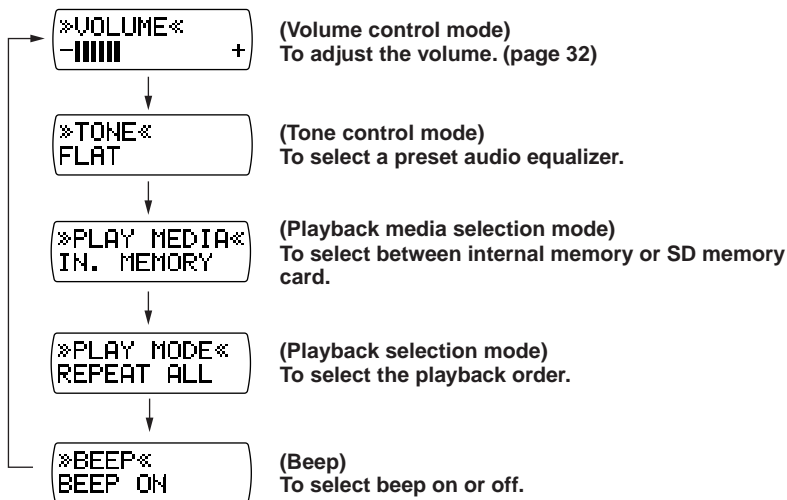 »VOLUME«
− +
(Volume control mode)
To adjust the volume. (page 32)
»TONE«
FLAT
(Tone control mode)
To select a preset audio equalizer.
»PLAY MEDIA«
IN. MEMORY
(Playback media selection mode)
To select between internal memory or SD memory
card.
»PLAY MODE«
REPEAT ALL
(Playback selection mode)
To select the playback order.
»BEEP«
BEEP ON
(Beep)
To select beep on or off.